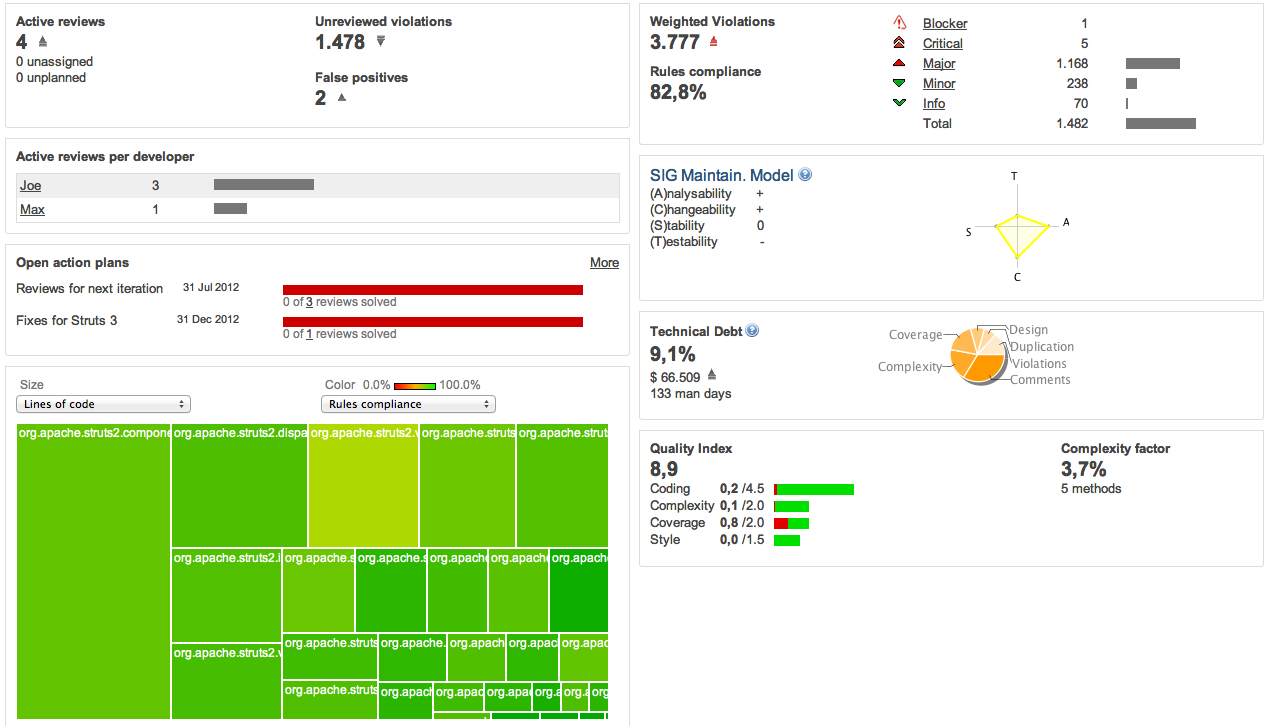 Active reviews
4
0 unassigned
0 unplanned
Unreviewed violations
1.478
False positives
2
Active reviews per developer
Joe 3
Max 1
Open action plans More
Reviews for next iteration 31 Jul 2012
0 of 3 reviews solved
Fixes for Struts 3 31 Dec 2012
0 of 1 reviews solved
Size
Lines of code
Color 0.0% 100.0%
Rules compliance
org.apache.struts2.compone
org.apache.struts2.dispa
org.apache.struts2.v
org.apache.struts
org.apache.strut
org.apache.struts2.i
org.apache.s
org.apache.s
org.apache
org.apache
org.apach
org.apache.struts2.v
org.apache.struts
org.apache.
org.apach
org.apac
org.apac
org.apache.struts
org.apach
org.apa
org.apa
org.a
org.a
org
Weighted Violations
3.777
Rules compliance
82,8%
Blocker 1
Critical 5
Major 1.168
Minor 238
Info 70
Total 1.482
SIG Maintain. Model ?
(A)nalysability +
(C)hangeability +
(S)tability 0
(T)estability -
T
A
S
C
Technical Debt ?
9,1%
$ 66.509
133 man days
Coverage
Complexity
Design
Duplication
Violations
Comments
Quality Index
8,9
Coding 0,2 /4.5
Complexity 0,1 /2.0
Coverage 0,8 /2.0
Style 0,0 /1.5
Complexity factor
3,7%
5 methods